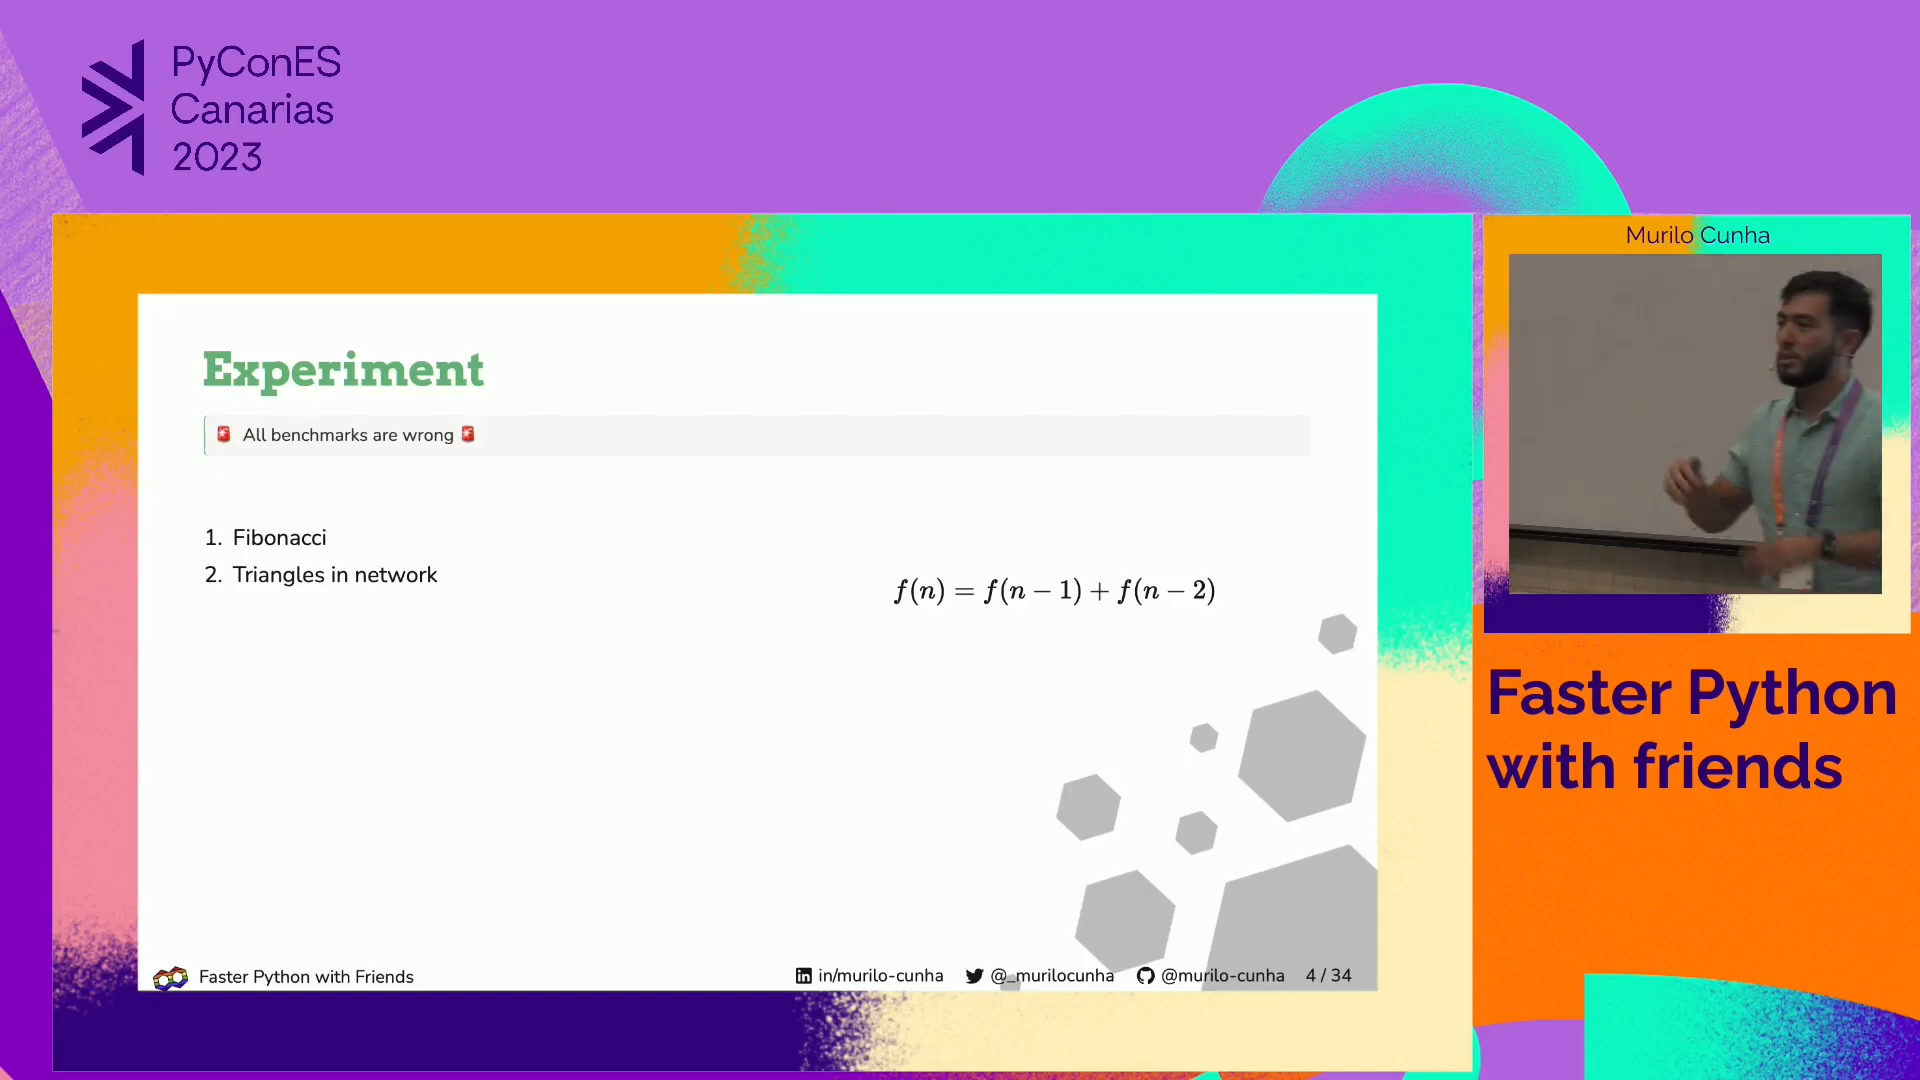 PyConES
Canarias
2023
Murilo Cunha
Experiment
🚨 All benchmarks are wrong 🚨
1. Fibonacci
2. Triangles in network
f(n) = f(n − 1) + f(n − 2)
Faster Python
with friends
Faster Python with Friends
in/murilo-cunha @_murilocunha @murilo-cunha 4 / 34